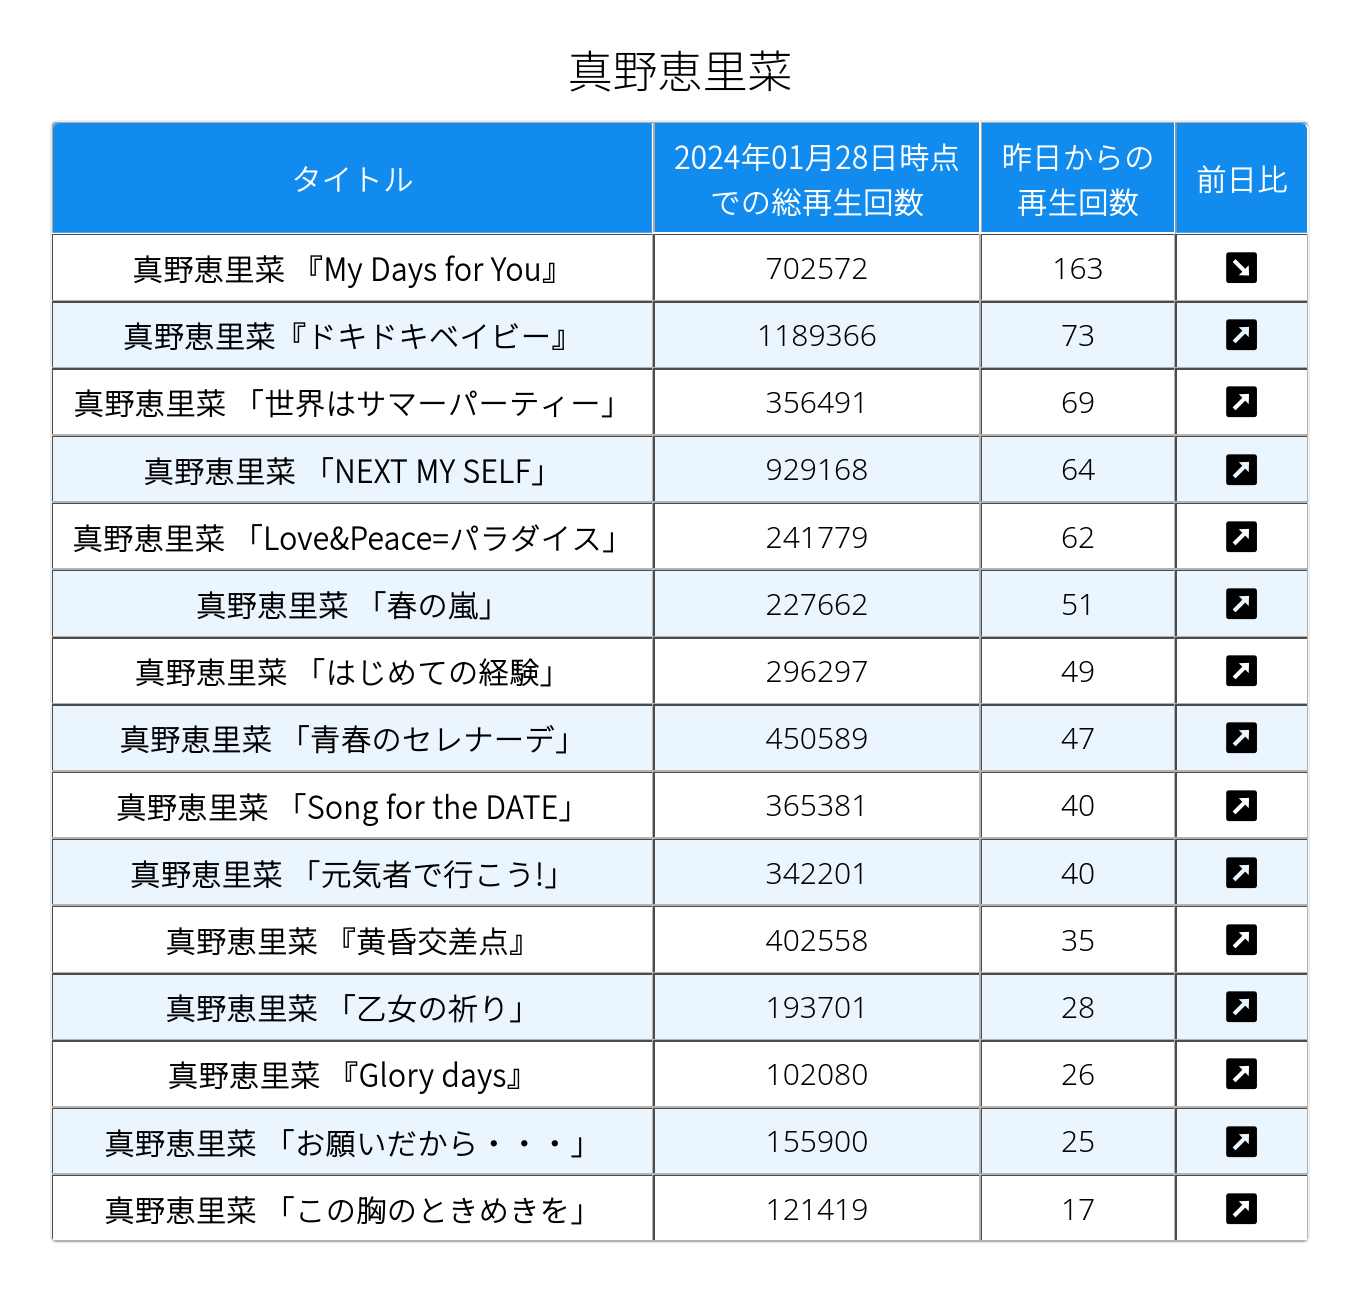 真野恵里菜
タイトル 2024年01月28日時点での総再生回数 昨日からの再生回数 前日比
真野恵里菜 『My Days for You』 702572 163
真野恵里菜『ドキドキベイビー』 1189366 73
真野恵里菜 「世界はサマーパーティー」 356491 69
真野恵里菜 「NEXT MY SELF」 929168 64
真野恵里菜 「Love&Peace=パラダイス」 241779 62
真野恵里菜 「春の嵐」 227662 51
真野恵里菜 「はじめての経験」 296297 49
真野恵里菜 「青春のセレナーデ」 450589 47
真野恵里菜 「Song for the DATE」 365381 40
真野恵里菜 「元気者で行こう!」 342201 40
真野恵里菜 『黄昏交差点』 402558 35
真野恵里菜 「乙女の祈り」 193701 28
真野恵里菜 『Glory days』 102080 26
真野恵里菜 「お願いだから・・・」 155900 25
真野恵里菜 「この胸のときめきを」 121419 17